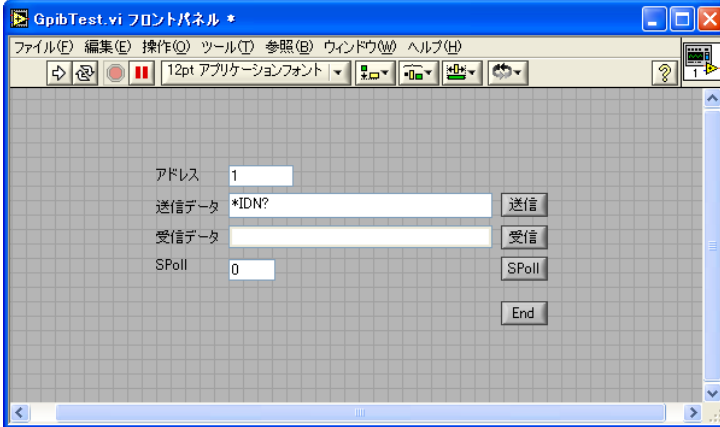 GpibTest.vi フロントパネル *
ファイル(F) 編集(E) 操作(O) ツール(T) 参照(B) ウィンドウ(W) ヘルプ(H)
12pt アプリケーションフォント
?
1
アドレス 1
送信データ *IDN? 送信
受信データ 受信
SPoll 0 SPoll
End